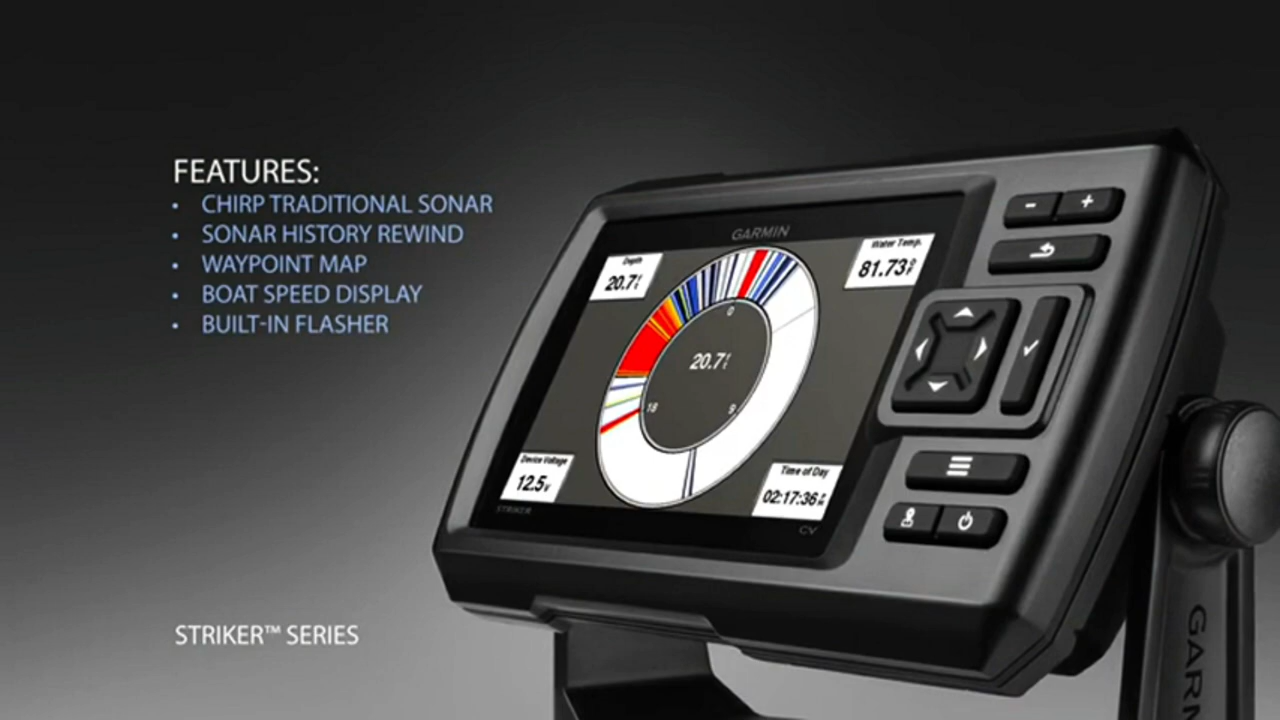 FEATURES:
• CHIRP TRADITIONAL SONAR
• SONAR HISTORY REWIND
• WAYPOINT MAP
• BOAT SPEED DISPLAY
• BUILT-IN FLASHER
STRIKER™ SERIES
GARMIN
Depth
20.7
Water Temp.
81.73
0
20.7
18
9
Device Voltage
12.5V
Time of Day
02:17:36
STRIKER
CV
- +
GARM